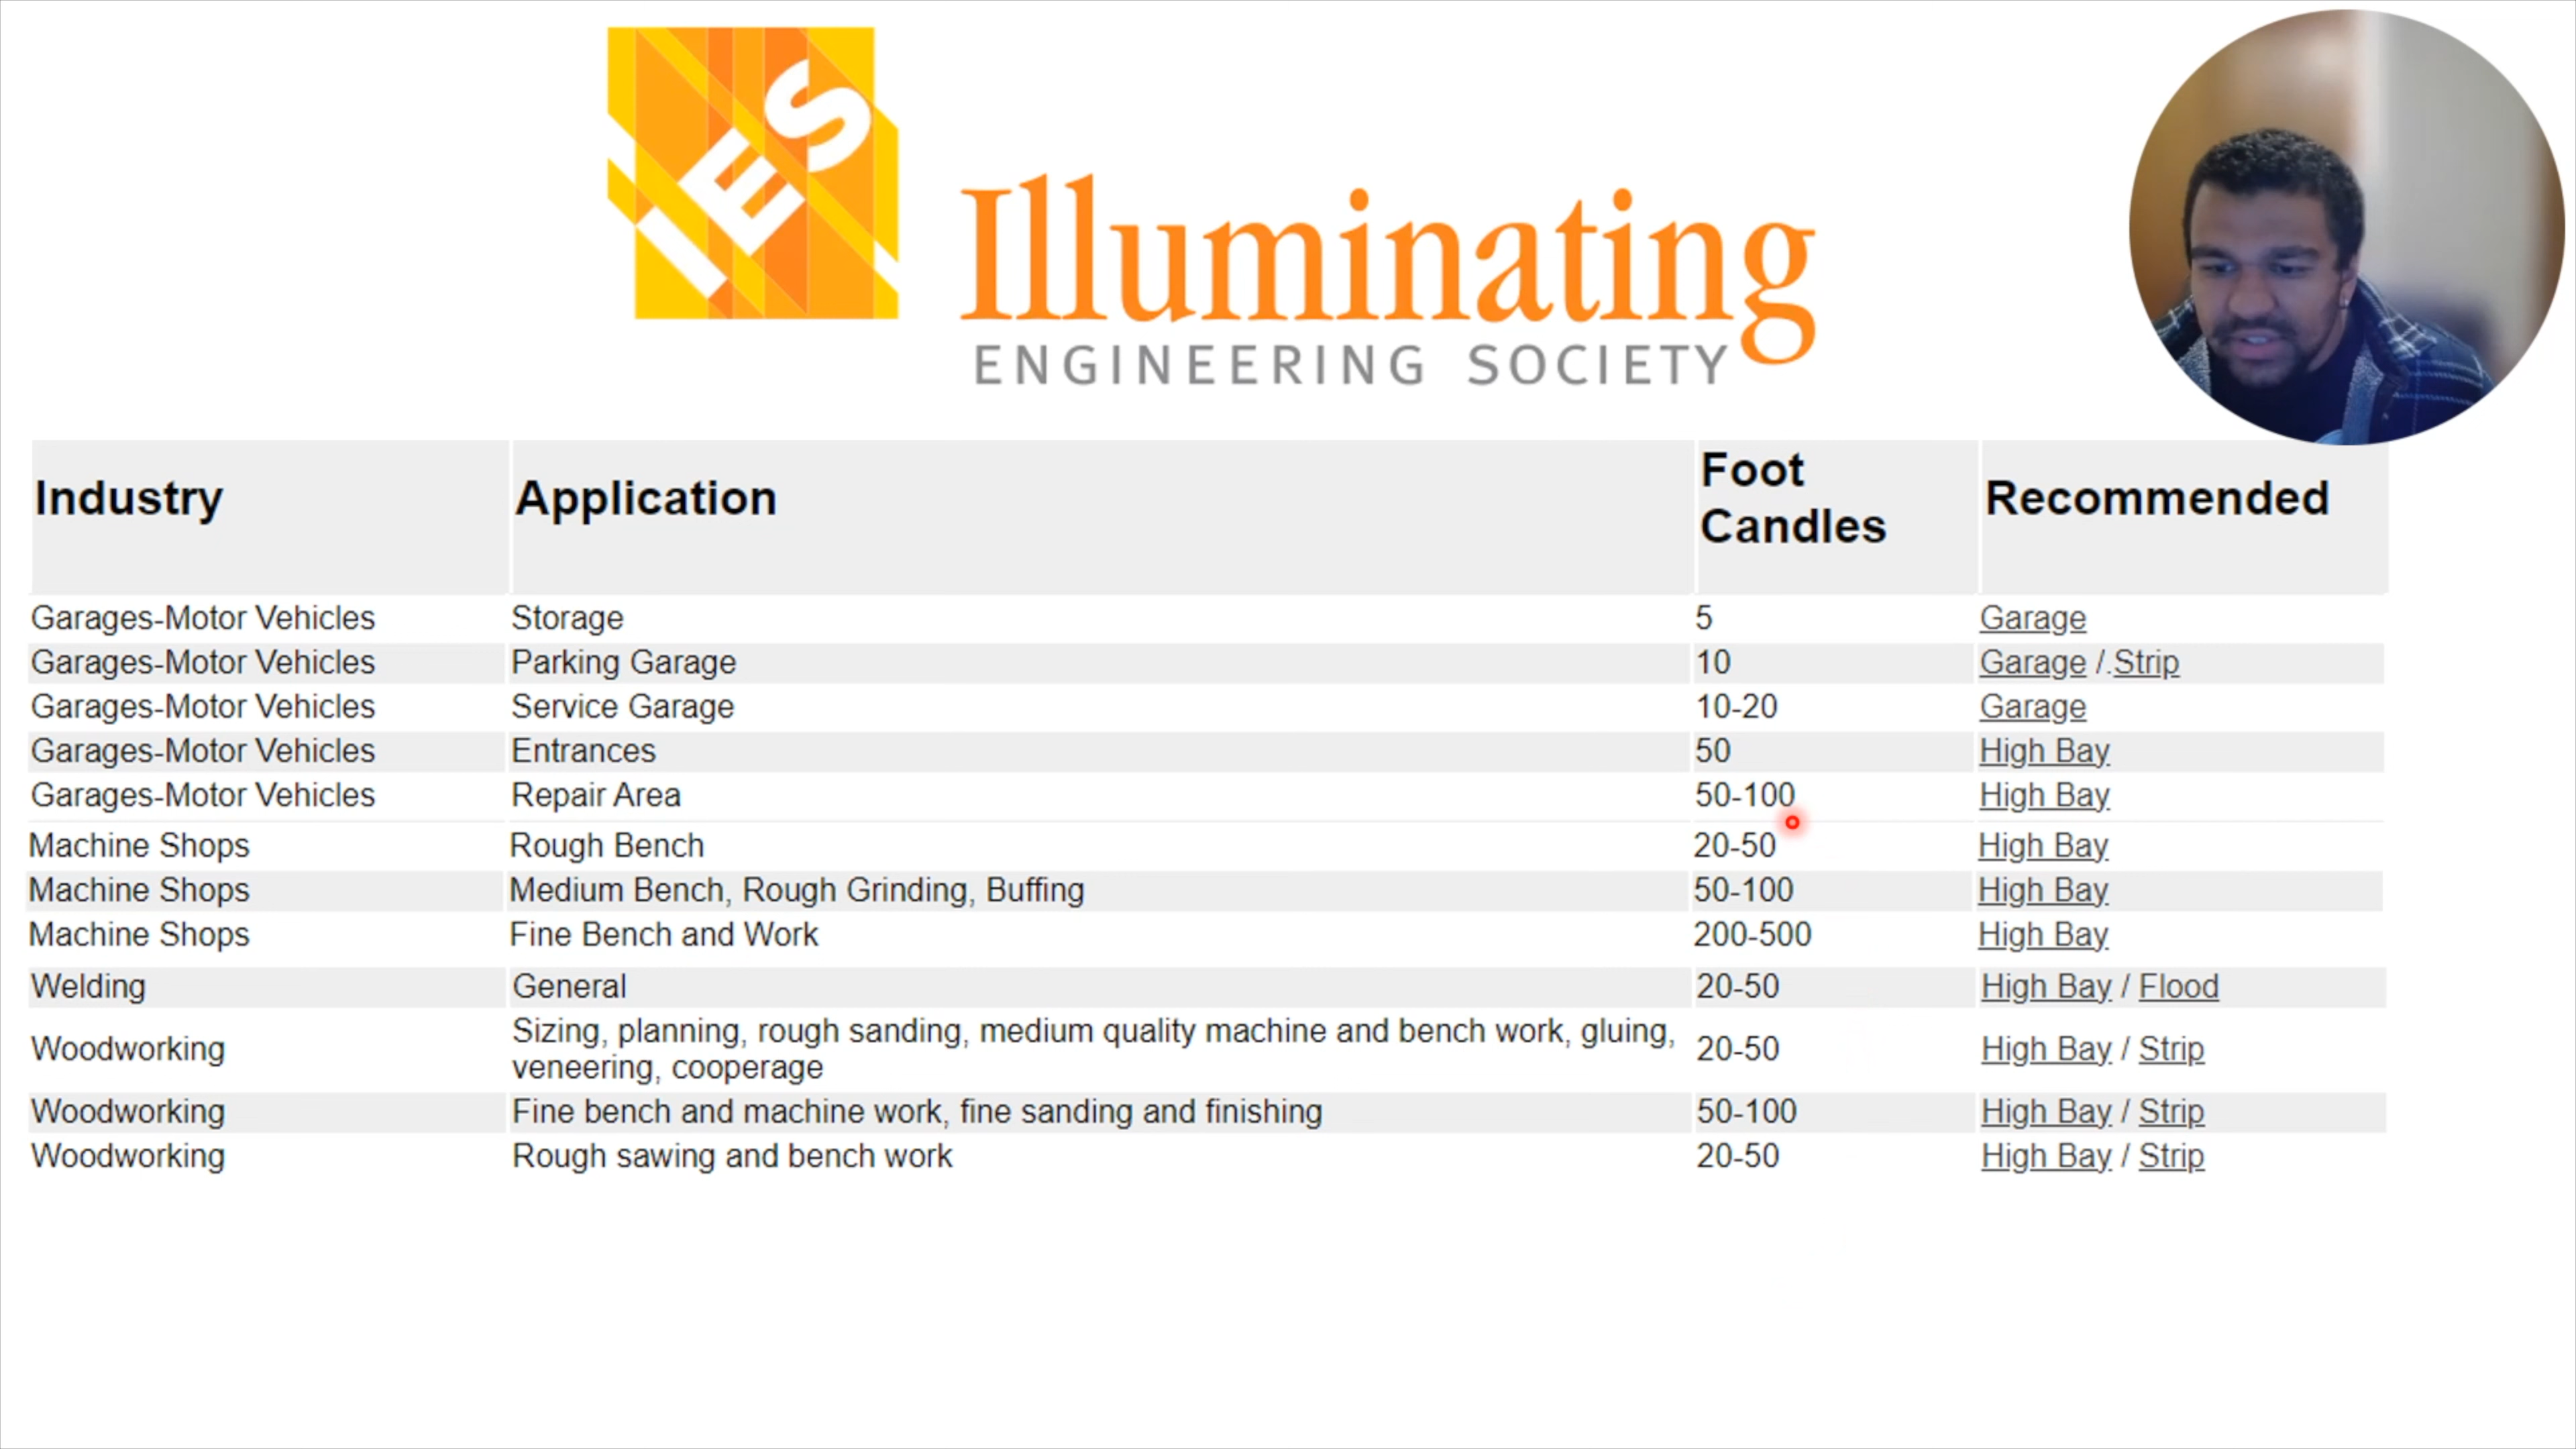 IES
Illuminating
ENGINEERING SOCIETY
Industry Application Foot Candles Recommended
Garages-Motor Vehicles Storage 5 Garage
Garages-Motor Vehicles Parking Garage 10 Garage /.Strip
Garages-Motor Vehicles Service Garage 10-20 Garage
Garages-Motor Vehicles Entrances 50 High Bay
Garages-Motor Vehicles Repair Area 50-100 High Bay
Machine Shops Rough Bench 20-50 High Bay
Machine Shops Medium Bench, Rough Grinding, Buffing 50-100 High Bay
Machine Shops Fine Bench and Work 200-500 High Bay
Welding General 20-50 High Bay / Flood
Woodworking Sizing, planning, rough sanding, medium quality machine and bench work, gluing,
veneering, cooperage 20-50 High Bay / Strip
Woodworking Fine bench and machine work, fine sanding and finishing 50-100 High Bay / Strip
Woodworking Rough sawing and bench work 20-50 High Bay / Strip